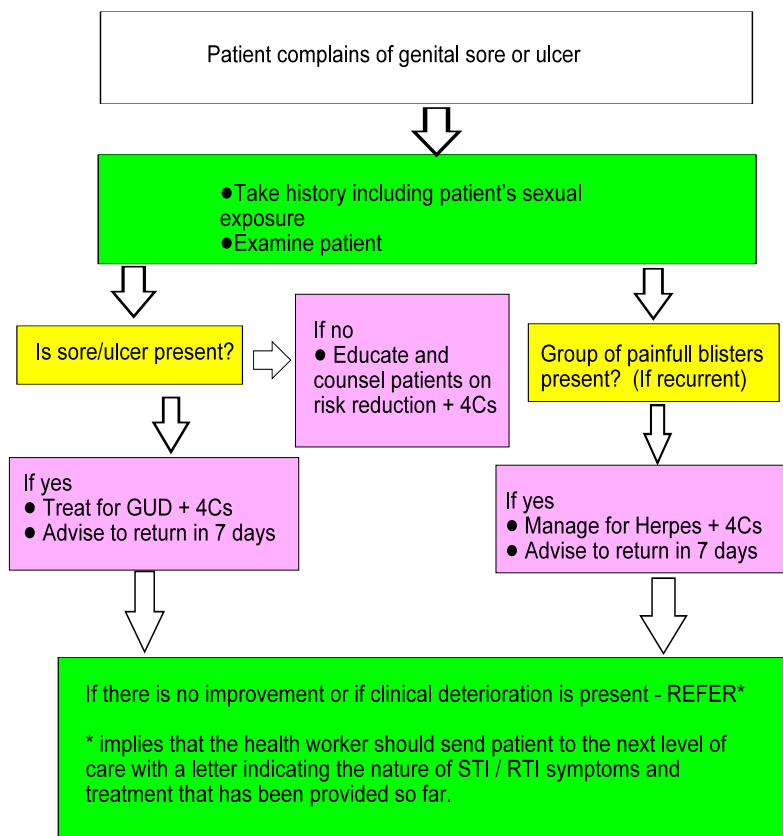 Patient complains of genital sore or ulcer
●Take history including patient's sexual
exposure
●Examine patient
Is sore/ulcer present?
If no
● Educate and
counsel patients on
risk reduction + 4Cs
Group of painfull blisters
present? (If recurrent)
If yes
● Treat for GUD + 4Cs
● Advise to return in 7 days
If yes
● Manage for Herpes + 4Cs
● Advise to return in 7 days
If there is no improvement or if clinical deterioration is present - REFER*
* implies that the health worker should send patient to the next level of
care with a letter indicating the nature of STI / RTI symptoms and
treatment that has been provided so far.